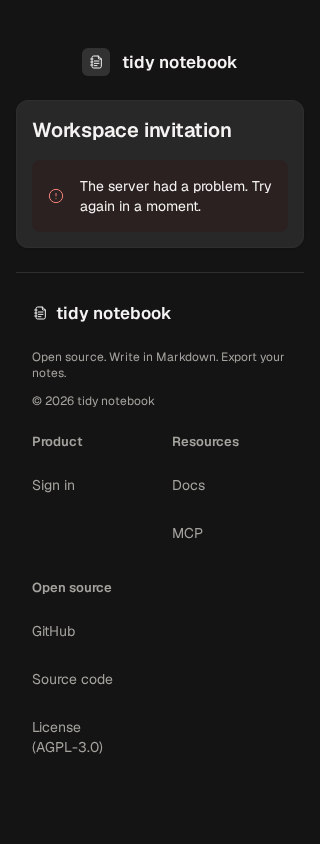 tidy notebook
Workspace invitation
The server had a problem. Try
again in a moment.
tidy notebook
Open source. Write in Markdown. Export your
notes.
© 2026 tidy notebook
Product
Sign in
Resources
Docs
MCP
Open source
GitHub
Source code
License
(AGPL-3.0)